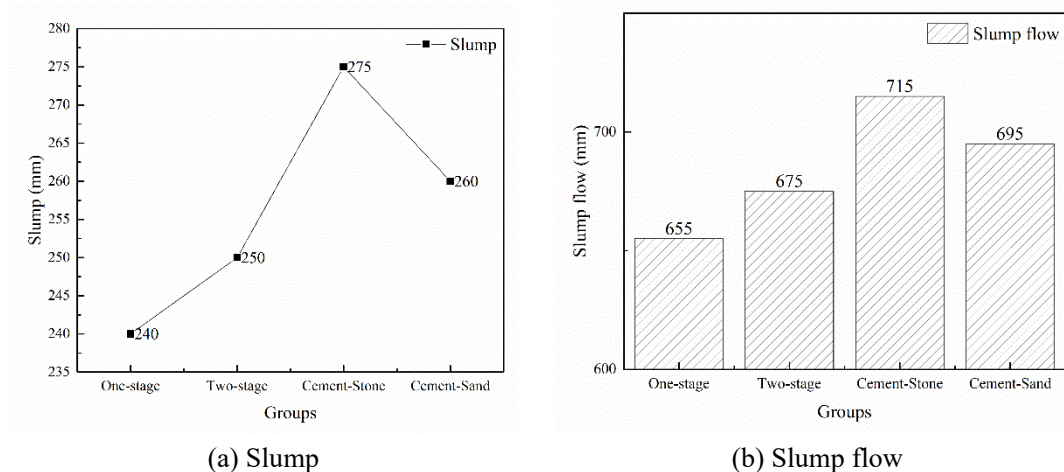 280
275
270
265
260
255
250
245
240
235
Slump (mm)
Slump
240
250
275
260
One-stage
Two-stage
Cement-Stone
Cement-Sand
Groups
(a) Slump
700
600
Slump flow (mm)
Slump flow
655
675
715
695
One-stage
Two-stage
Cement-Stone
Cement-Sand
Groups
(b) Slump flow